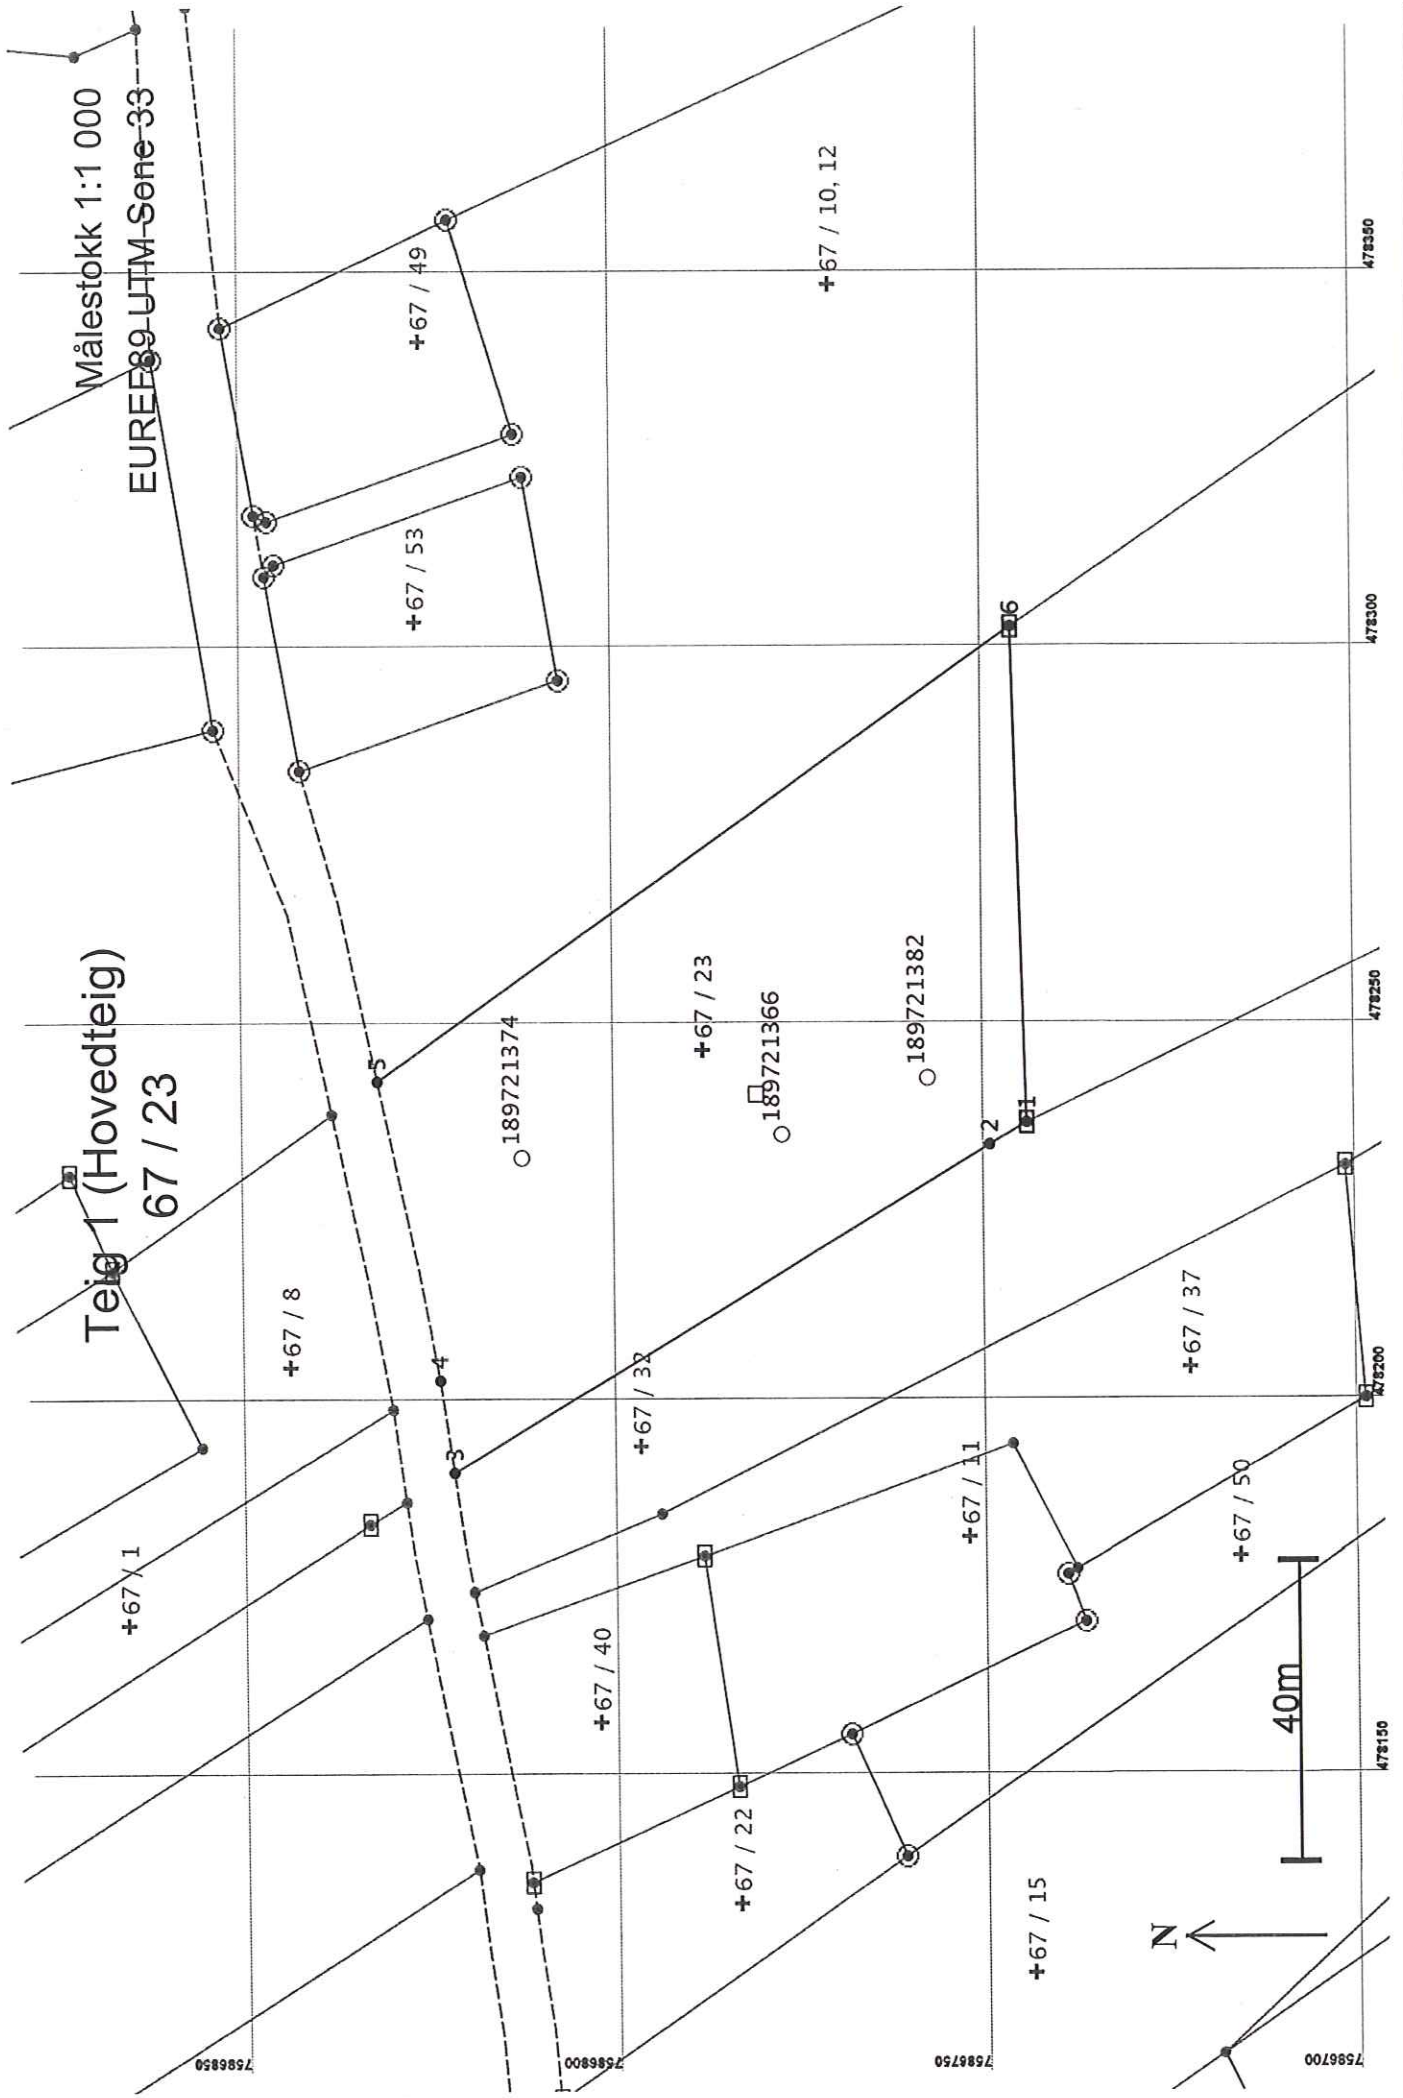 Teig 1 (Hovedteig)
67 / 23
Målestokk 1:1 000
EUREF89 UTM Sone 33
+67 / 1
+67 / 8
+67 / 49
+67 / 53
+67 / 10, 12
5
4
3
189721374
+67 / 23
189721366
189721382
2
1
6
+67 / 32
+67 / 40
+67 / 11
+67 / 37
+67 / 50
+67 / 22
+67 / 15
N
40m
7586850
7586800
7586750
7586700
478150
478200
478250
478300
478350